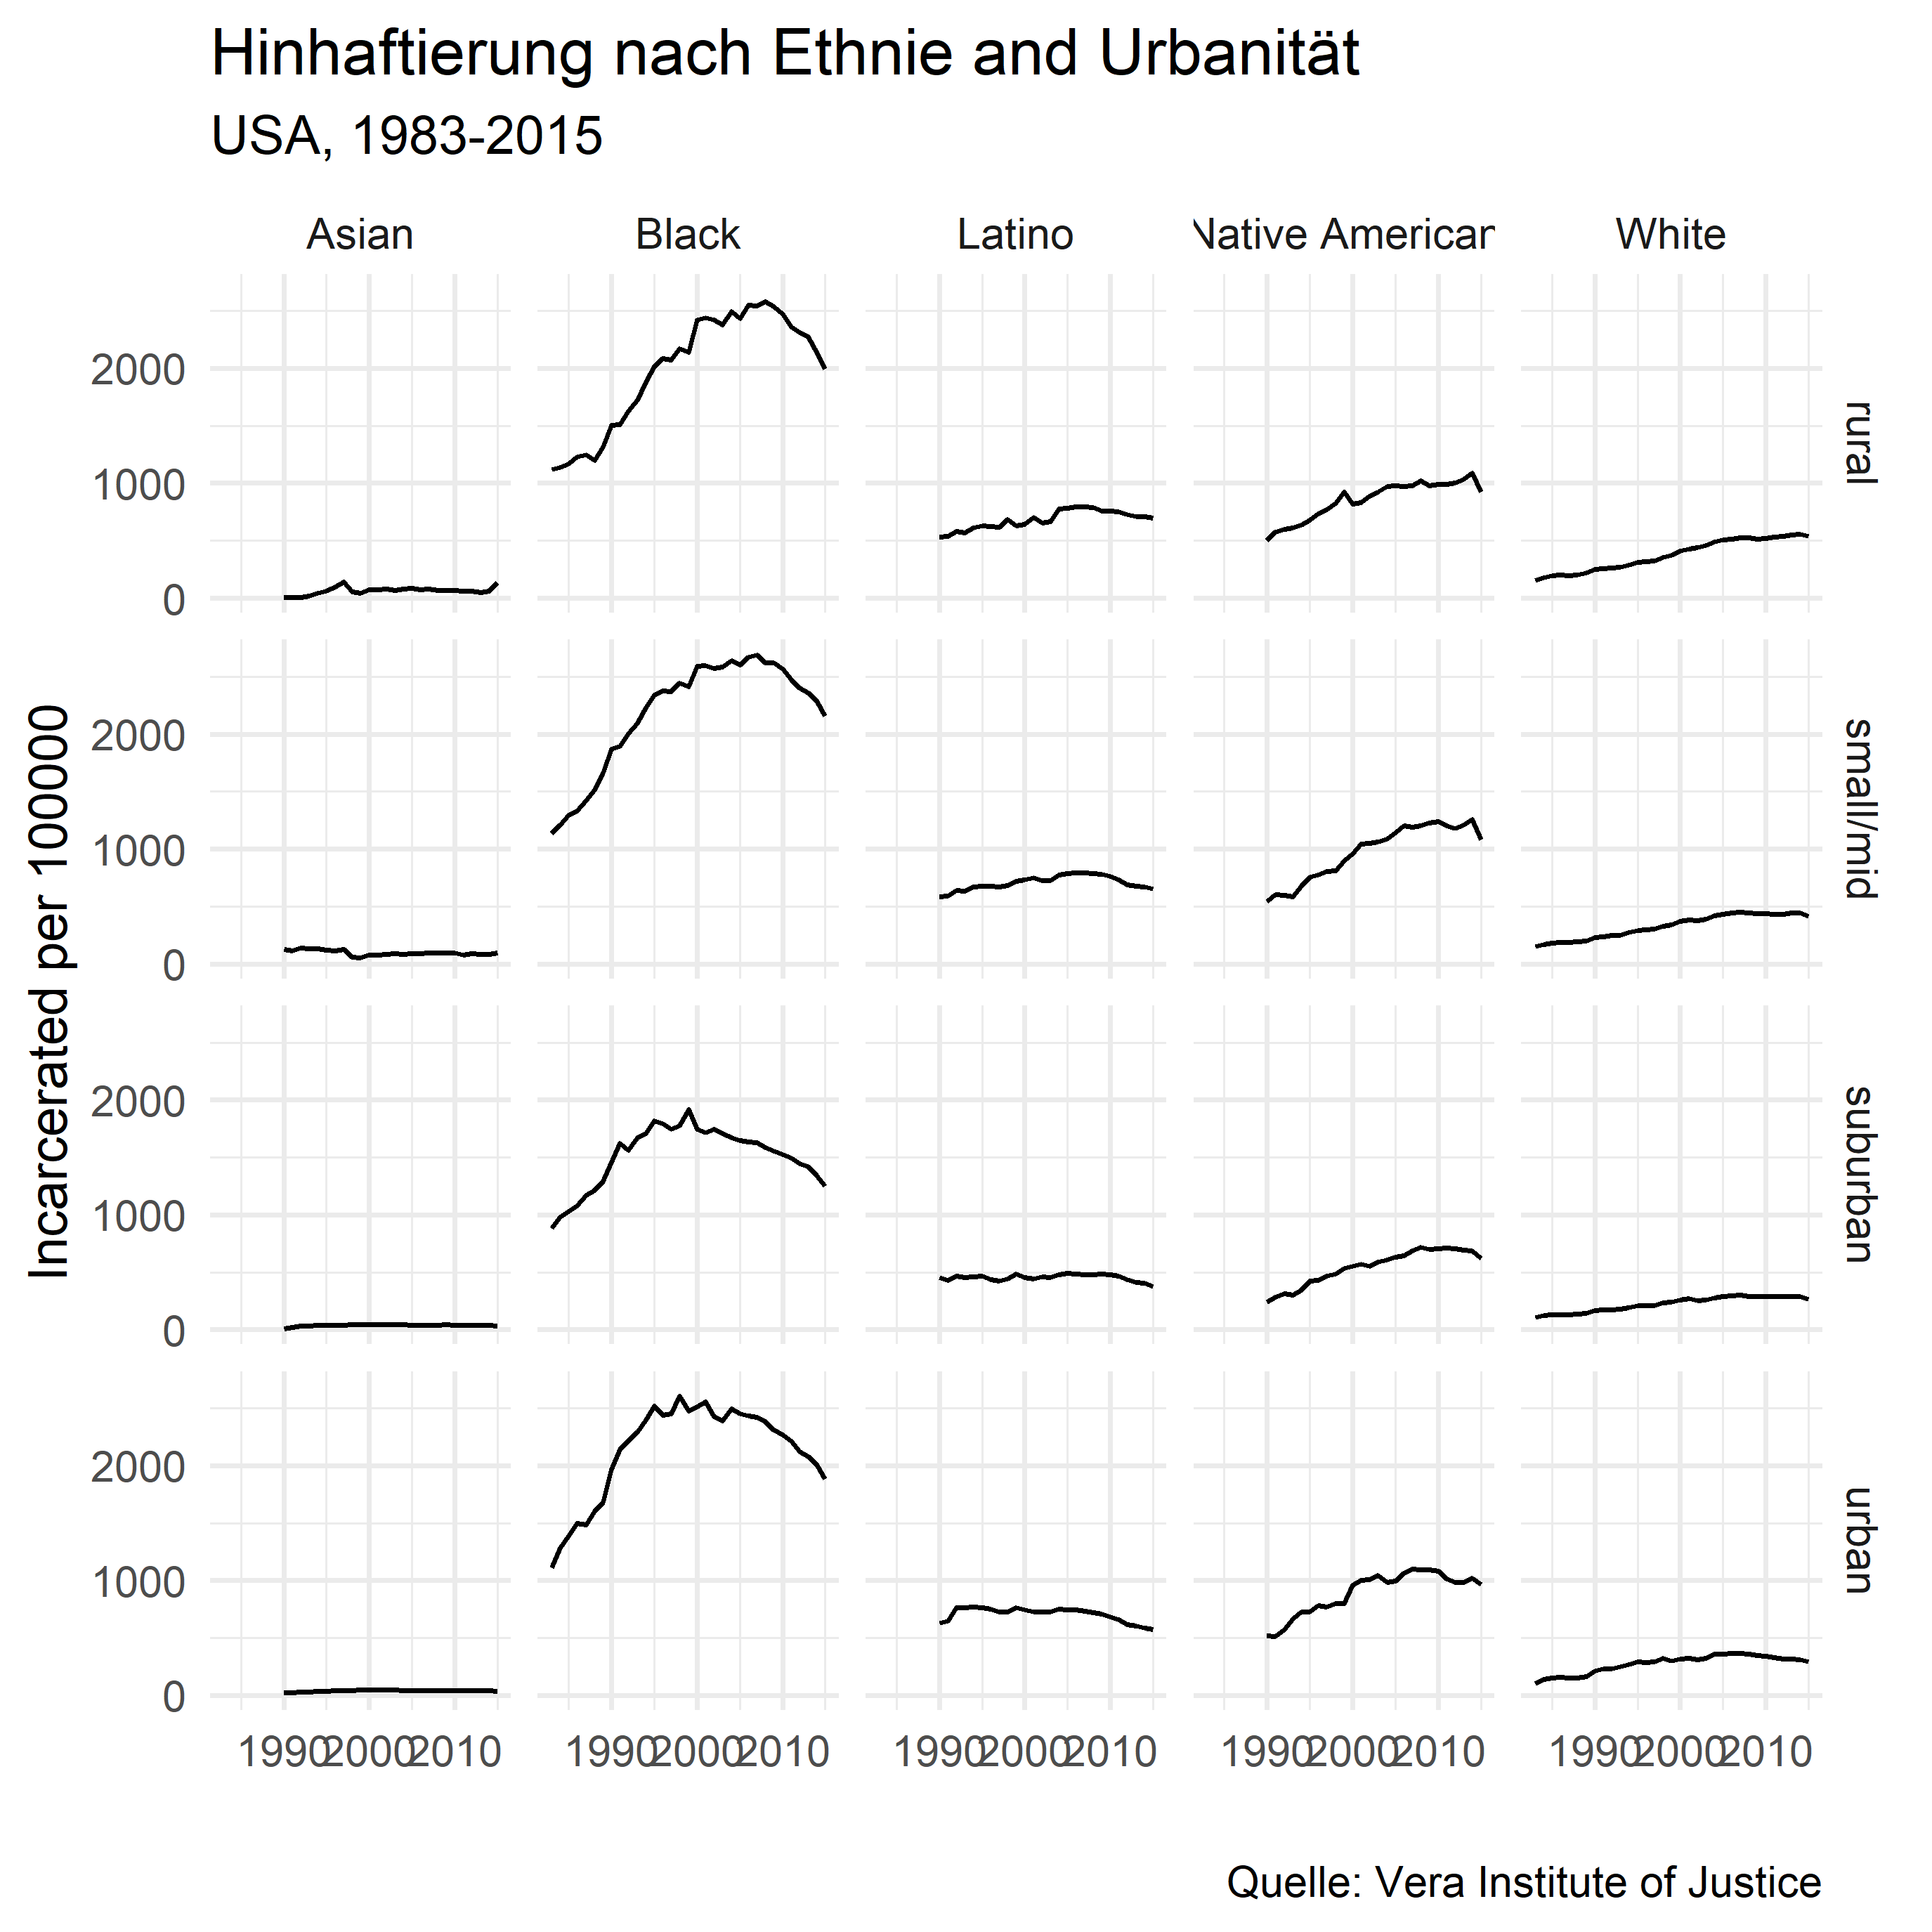 Hinhaftierung nach Ethnie and Urbanität
USA, 1983-2015
Asian Black Latino Native American White
2000
1000
0
rural
2000
1000
0
small/mid
2000
1000
0
suburban
2000
1000
0
urban
Incarcerated per 100000
1990 2000 2010 1990 2000 2010 1990 2000 2010 1990 2000 2010 1990 2000 2010
Quelle: Vera Institute of Justice